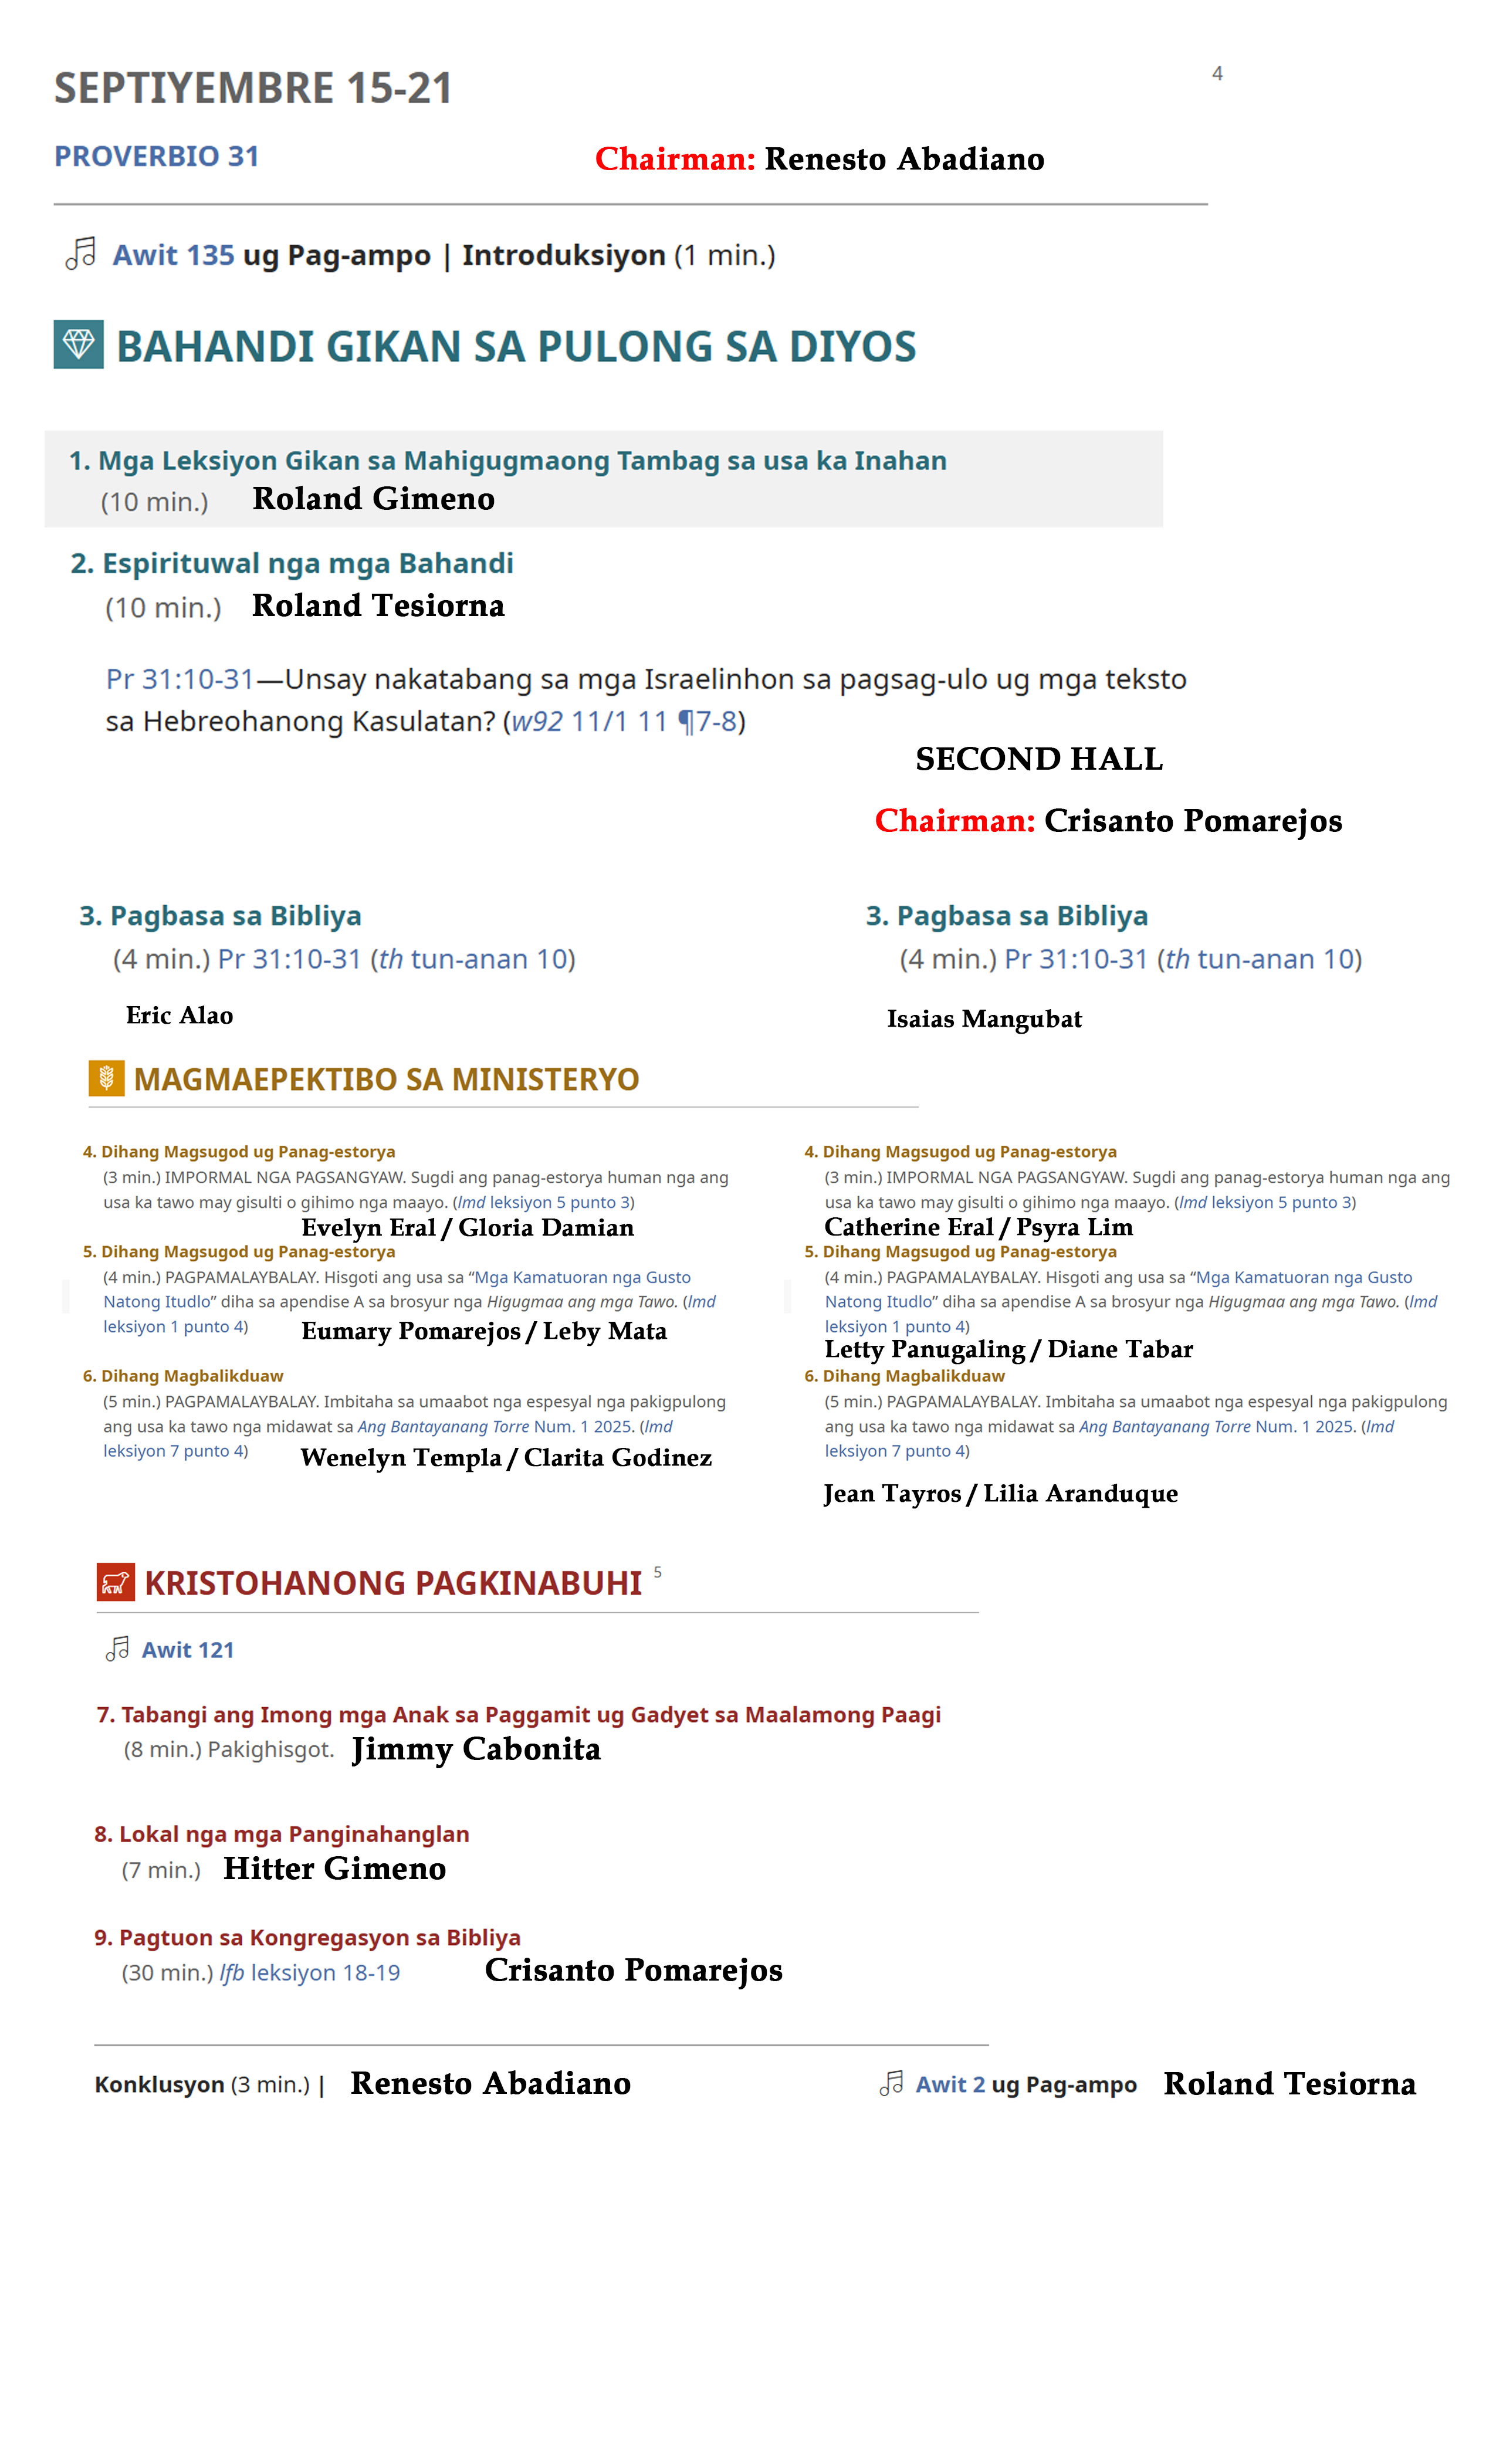 SEPTIYEMBRE 15-21
4
PROVERBIO 31
Chairman: Renesto Abadiano
Awit 135 ug Pag-ampo | Introduksiyon (1 min.)
BAHANDI GIKAN SA PULONG SA DIYOS
1. Mga Leksiyon Gikan sa Mahigugmaong Tambag sa usa ka Inahan
(10 min.) Roland Gimeno
2. Espirituwal nga mga Bahandi
(10 min.) Roland Tesiorna
Pr 31:10-31—Unsay nakatabang sa mga Israelinhon sa pagsag-ulo ug mga teksto
sa Hebreohanong Kasulatan? (w92 11/1 11 ¶7-8)
SECOND HALL
Chairman: Crisanto Pomarejos
3. Pagbasa sa Bibliya
(4 min.) Pr 31:10-31 (th tun-anan 10)
Eric Alao
3. Pagbasa sa Bibliya
(4 min.) Pr 31:10-31 (th tun-anan 10)
Isaias Mangubat
MAGMAEPEKTIBO SA MINISTERYO
4. Dihang Magsugod ug Panag-estorya
(3 min.) IMPORMAL NGA PAGSANGYAW. Sugdi ang panag-estorya human nga ang
usa ka tawo may gisulti o gihimo nga maayo. (lmd leksiyon 5 punto 3)
Evelyn Eral / Gloria Damian
5. Dihang Magsugod ug Panag-estorya
(4 min.) PAGPAMALAYBALAY. Hisgoti ang usa sa “Mga Kamatuoran nga Gusto
Natong Itudlo” diha sa apendise A sa brosyur nga Higugmaa ang mga Tawo. (lmd
leksiyon 1 punto 4) Eumary Pomarejos / Leby Mata
6. Dihang Magbalikduaw
(5 min.) PAGPAMALAYBALAY. Imbitaha sa umaabot nga espesyal nga pakigpulong
ang usa ka tawo nga midawat sa Ang Bantayanang Torre Num. 1 2025. (lmd
leksiyon 7 punto 4) Wenelyn Templa / Clarita Godinez
4. Dihang Magsugod ug Panag-estorya
(3 min.) IMPORMAL NGA PAGSANGYAW. Sugdi ang panag-estorya human nga ang
usa ka tawo may gisulti o gihimo nga maayo. (lmd leksiyon 5 punto 3)
Catherine Eral / Psyra Lim
5. Dihang Magsugod ug Panag-estorya
(4 min.) PAGPAMALAYBALAY. Hisgoti ang usa sa “Mga Kamatuoran nga Gusto
Natong Itudlo” diha sa apendise A sa brosyur nga Higugmaa ang mga Tawo. (lmd
leksiyon 1 punto 4)
Letty Panugaling / Diane Tabar
6. Dihang Magbalikduaw
(5 min.) PAGPAMALAYBALAY. Imbitaha sa umaabot nga espesyal nga pakigpulong
ang usa ka tawo nga midawat sa Ang Bantayanang Torre Num. 1 2025. (lmd
leksiyon 7 punto 4)
Jean Tayros / Lilia Aranduque
KRISTOHANONG PAGKINABUHI 5
Awit 121
7. Tabangi ang Imong mga Anak sa Paggamit ug Gadyet sa Maalamong Paagi
(8 min.) Pakighisgot. Jimmy Cabonita
8. Lokal nga mga Panginahanglan
(7 min.) Hitter Gimeno
9. Pagtuon sa Kongregasyon sa Bibliya
(30 min.) lfb leksiyon 18-19 Crisanto Pomarejos
Konklusyon (3 min.) | Renesto Abadiano
Awit 2 ug Pag-ampo Roland Tesiorna